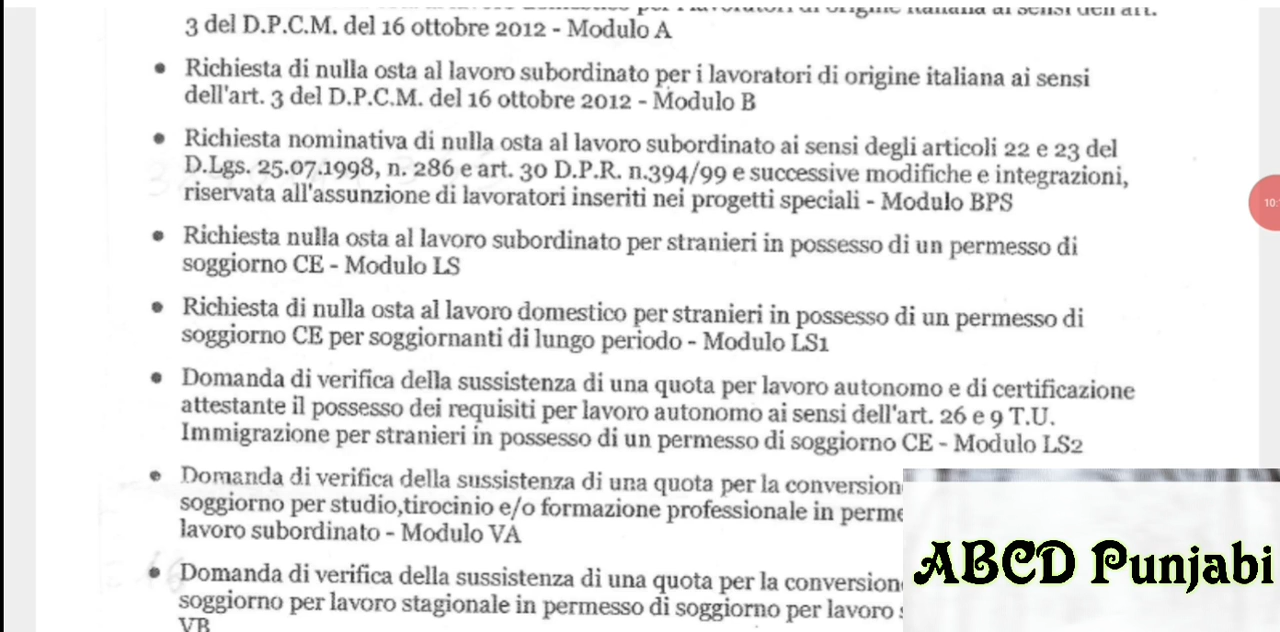 3 del D.P.C.M. del 16 ottobre 2012 - Modulo A
• Richiesta di nulla osta al lavoro subordinato per i lavoratori di origine italiana ai sensi
dell'art. 3 del D.P.C.M. del 16 ottobre 2012 - Modulo B
• Richiesta nominativa di nulla osta al lavoro subordinato ai sensi degli articoli 22 e 23 del
D.Lgs. 25.07.1998, n. 286 e art. 30 D.P.R. n.394/99 e successive modifiche e integrazioni,
riservata all'assunzione di lavoratori inseriti nei progetti speciali - Modulo BPS
• Richiesta nulla osta al lavoro subordinato per stranieri in possesso di un permesso di
soggiorno CE - Modulo LS
• Richiesta di nulla osta al lavoro domestico per stranieri in possesso di un permesso di
soggiorno CE per soggiornanti di lungo periodo - Modulo LS1
• Domanda di verifica della sussistenza di una quota per lavoro autonomo e di certificazione
attestante il possesso dei requisiti per lavoro autonomo ai sensi dell'art. 26 e 9 T.U.
Immigrazione per stranieri in possesso di un permesso di soggiorno CE - Modulo LS2
• Domanda di verifica della sussistenza di una quota per la conversion
soggiorno per studio,tirocinio e/o formazione professionale in perme
lavoro subordinato - Modulo VA
• Domanda di verifica della sussistenza di una quota per la conversion
soggiorno per lavoro stagionale in permesso di soggiorno per lavoro
VB
ABCD Punjabi
10: